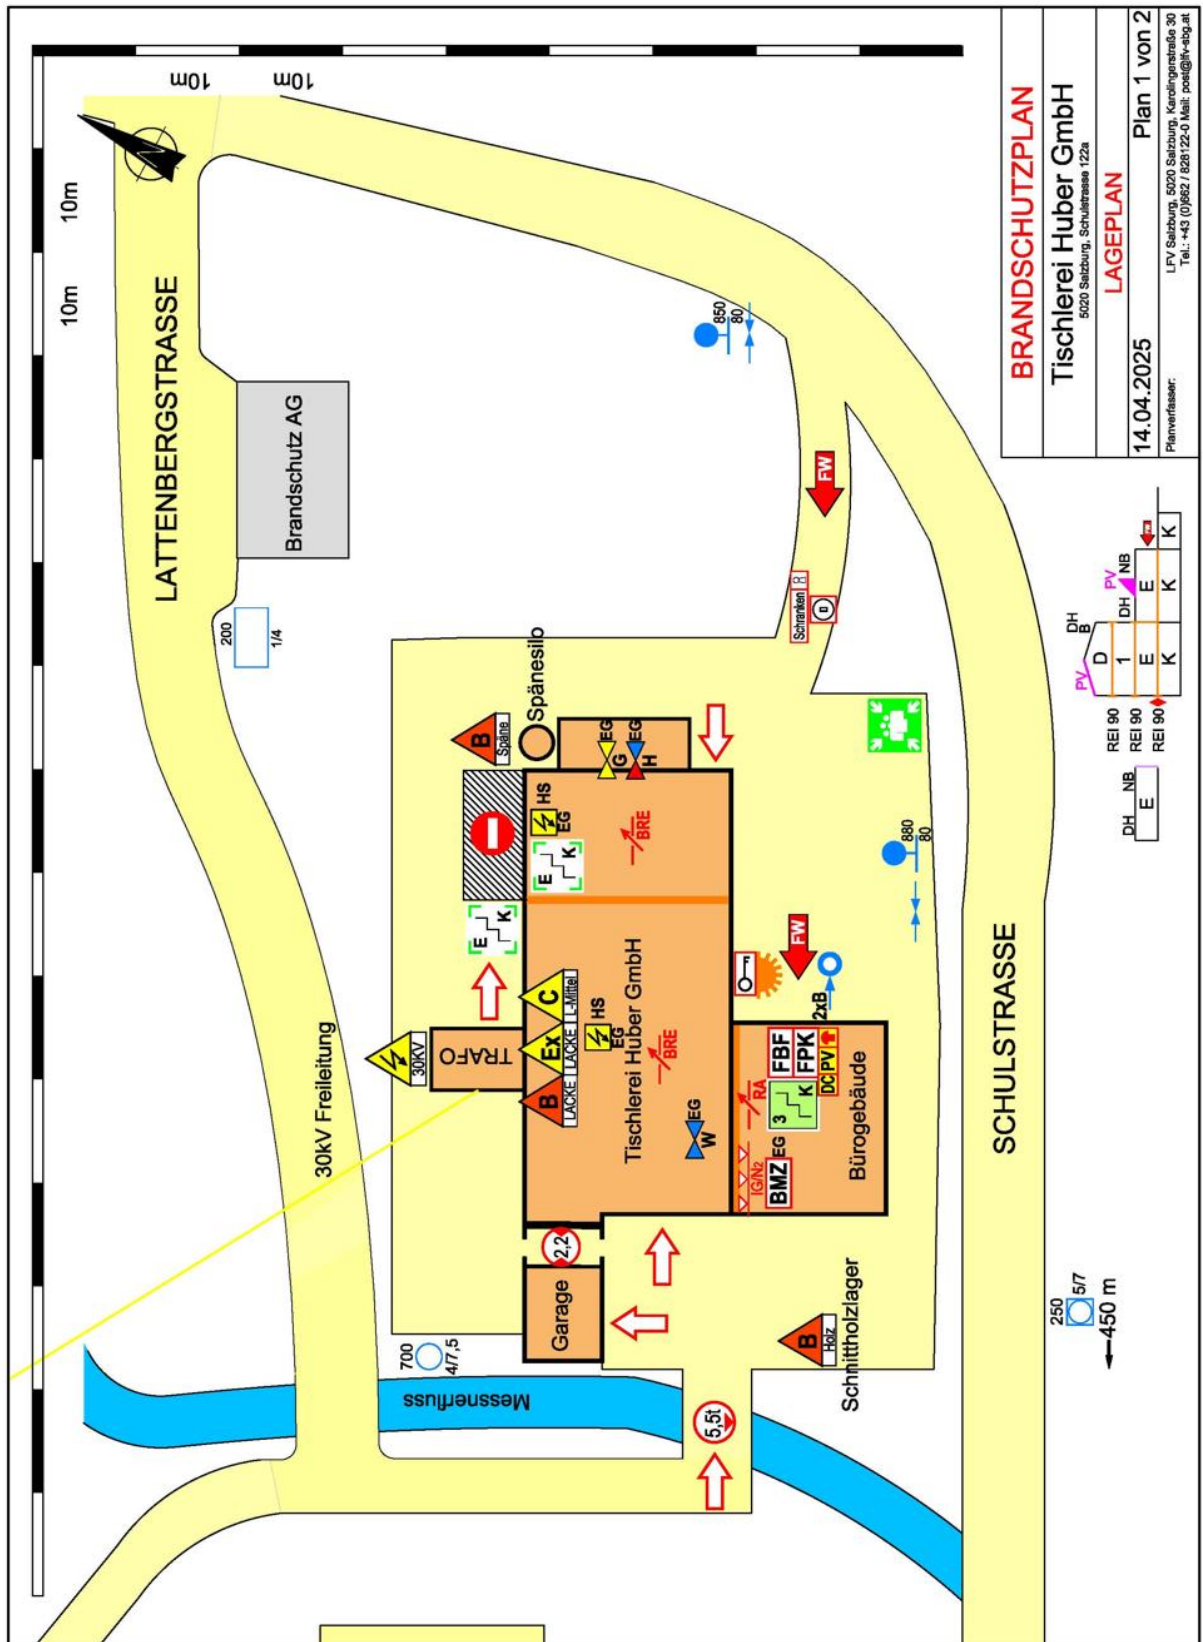 BRANDSCHUTZPLAN
Tischlerei Huber GmbH
5020 Salzburg, Schulstrasse 122a
LAGEPLAN
14.04.2025
Plan 1 von 2
Planverfasser:
LFV Salzburg, 5020 Salzburg, Karolingerstraße 30
Tel.: +43 (0)662 / 828122-0 Mail: post@lfv-sbg.at
10m
10m
10m
10m
N
LATTENBERGSTRASSE
Brandschutz AG
200
1/4
30kV Freileitung
30KV
TRAFO
B
Späne
Spänesilo
E
K
E
K
HS
EG
G
EG
H
EG
BRE
B
LACKE
Ex
LACKE
C
L-Mittel
HS
EG
BRE
Tischlerei Huber GmbH
W
EG
Garage
2,2
700
4/7,5
Messnerfluss
5,5t
B
Holz
Schnittholzlager
IG/N2
BMZ
EG
RA
3
K
FBF
FPK
DC
PV
Bürogebäude
2xB
FW
880
80
850
80
FW
Schranken
8
D
SCHULSTRASSE
250
5/7
450 m
DH
NB
E
REI 90
REI 90
REI 90
PV
DH
B
D
1
E
K
DH
PV
NB
E
K
K